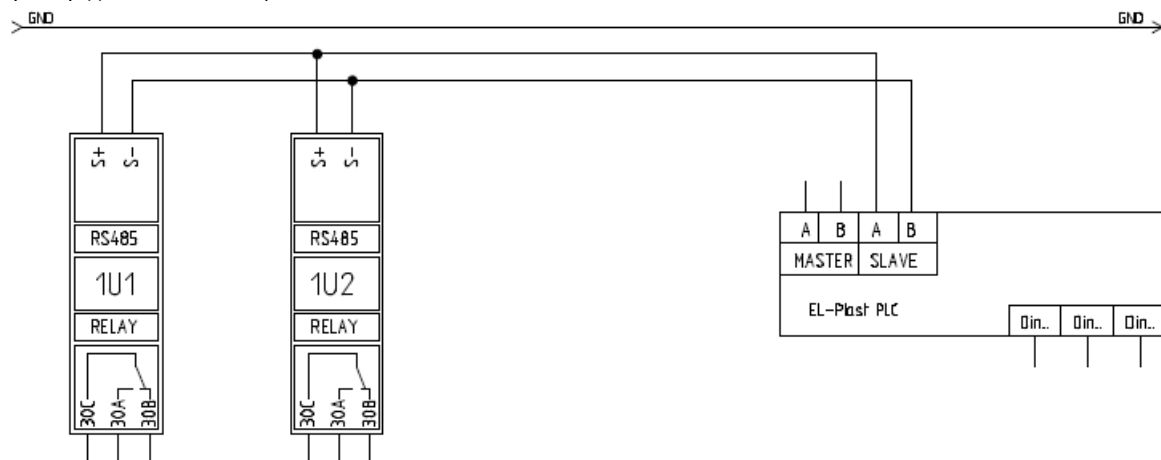 GND GND
S+ S- S+ S-
A B A B
RS485 RS485
MASTER SLAVE
1U1 1U2
EL-Plast PLC
RELAY RELAY
Din.. Din.. Din..
30C 30A 30B 30C 30A 30B